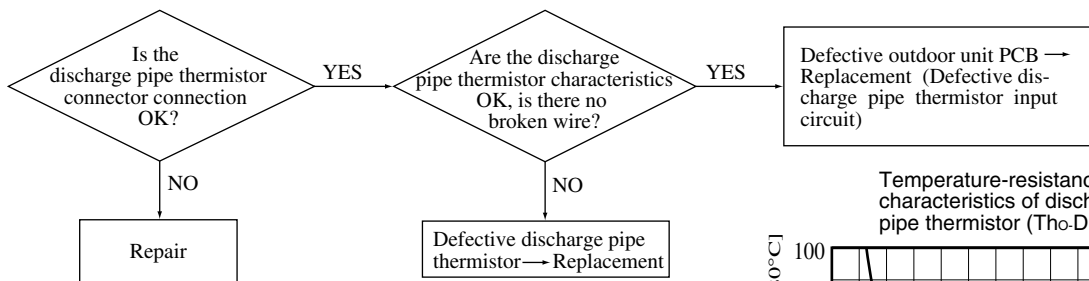 Is the
discharge pipe thermistor
connector connection
OK?
YES
Are the discharge
pipe thermistor characteristics
OK, is there no
broken wire?
YES
Defective outdoor unit PCB →
Replacement (Defective dis-
charge pipe thermistor input
circuit)
NO
Repair
NO
Defective discharge pipe
thermistor → Replacement
Temperature-resistanc
characteristics of disch
pipe thermistor (Tho-D
0°C]
100